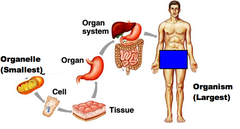 Organ
system
Organelle
(Smallest)
Organ
Cell
Tissue
Organism
(Largest)